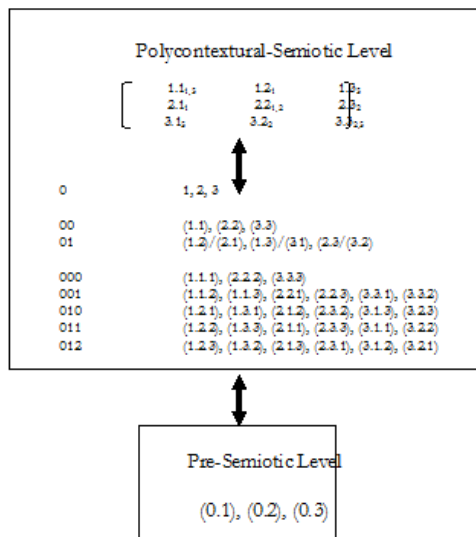 Polycontextural-Semiotic Level
1.1₁,₃ 1.2₁ 1.3₃
2.1₁ 2.2₁,₂ 2.3₂
3.1₃ 3.2₂ 3.3₂,₃
0 1, 2, 3
00 (1.1), (2.2), (3.3)
01 (1.2)/(2.1), (1.3)/(3.1), (2.3/(3.2)
000 (1.1.1), (2.2.2), (3.3.3)
001 (1.1.2), (1.1.3), (2.2.1), (2.2.3), (3.3.1), (3.3.2)
010 (1.2.1), (1.3.1), (2.1.2), (2.3.2), (3.1.3), (3.2.3)
011 (1.2.2), (1.3.3), (2.1.1), (2.3.3), (3.1.1), (3.2.2)
012 (1.2.3), (1.3.2), (2.1.3), (2.3.1), (3.1.2), (3.2.1)
Pre-Semiotic Level
(0.1), (0.2), (0.3)